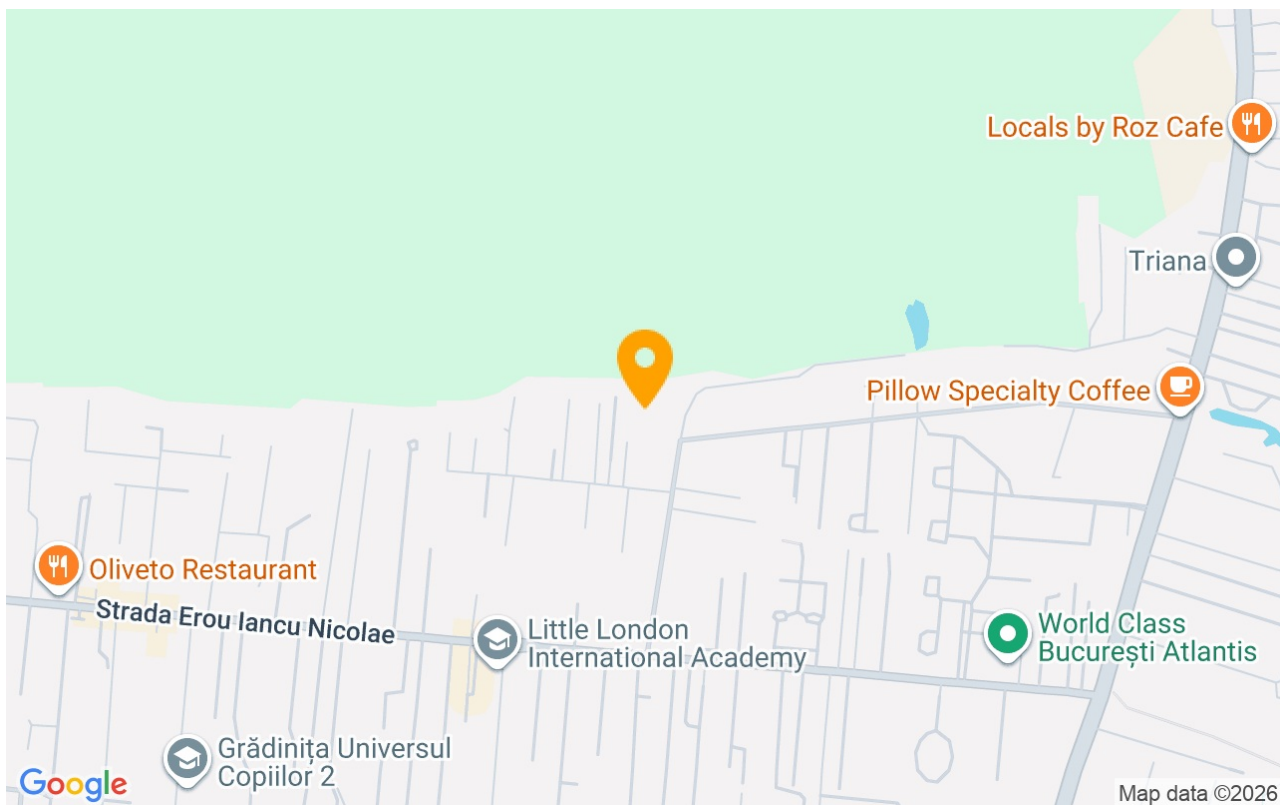 Locals by Roz Cafe
Triana
Pillow Specialty Coffee
Oliveto Restaurant
Strada Erou Iancu Nicolae
Little London
International Academy
World Class
București Atlantis
Grădinița Universul
Copiilor 2
Google
Map data ©2026